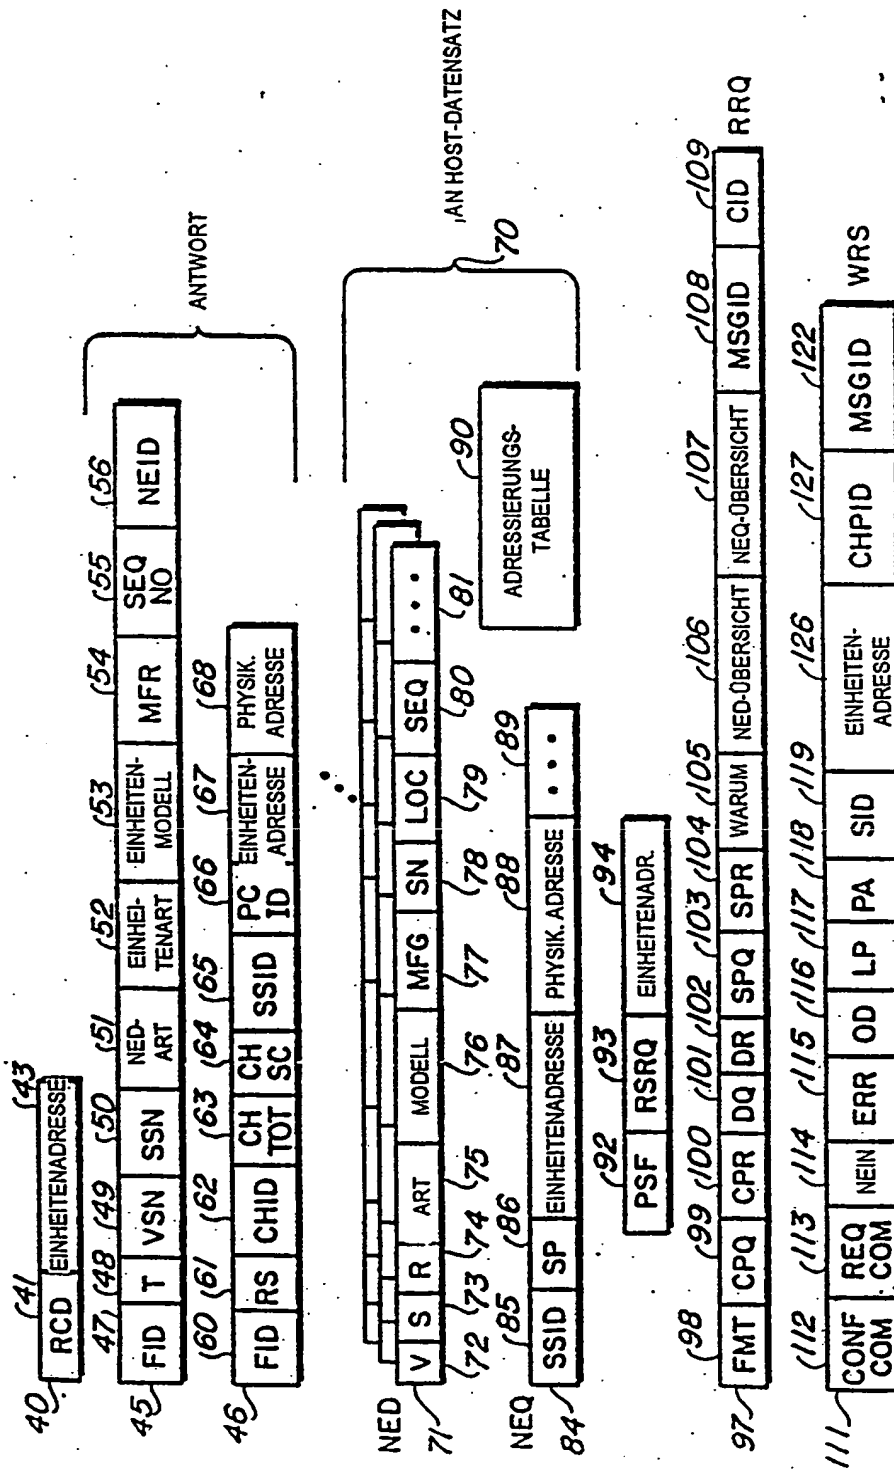 40 41 43
RCD EINHEITENADRESSE
45 47 48 49 50 51 52 53 54 55 56
FID T VSN SSN NED-ART EINHEI-TENART EINHEITEN-MODELL MFR SEQ NO NEID
46 60 61 62 63 64 65 66 67 68
FID RS CHID CH TOT CH SC SSID PC ID EINHEITEN-ADRESSE PHYSIK. ADRESSE
ANTWORT
NED
71
V S R ART MODELL MFG SN LOC SEQ •••
72 73 74 75 76 77 78 79 80 81
NEQ
84 85 86 87 88 89
SSID SP EINHEITENADRESSE PHYSIK. ADRESSE •••
90
ADRESSIERUNGS-
TABELLE
AN HOST-DATENSATZ
70
92 93 94
PSF RSRQ EINHEITENADR.
97 98 99 100 101 102 103 104 105 106 107 108 109
FMT CPQ CPR DQ DR SPQ SPR WARUM NED-ÜBERSICHT NEQ-ÜBERSICHT MSGID CID RRQ
111 112 113 114 115 116 117 118 119 126 127 122
CONF COM REQ COM NEIN ERR OD LP PA SID EINHEITEN-ADRESSE CHPID MSGID WRS